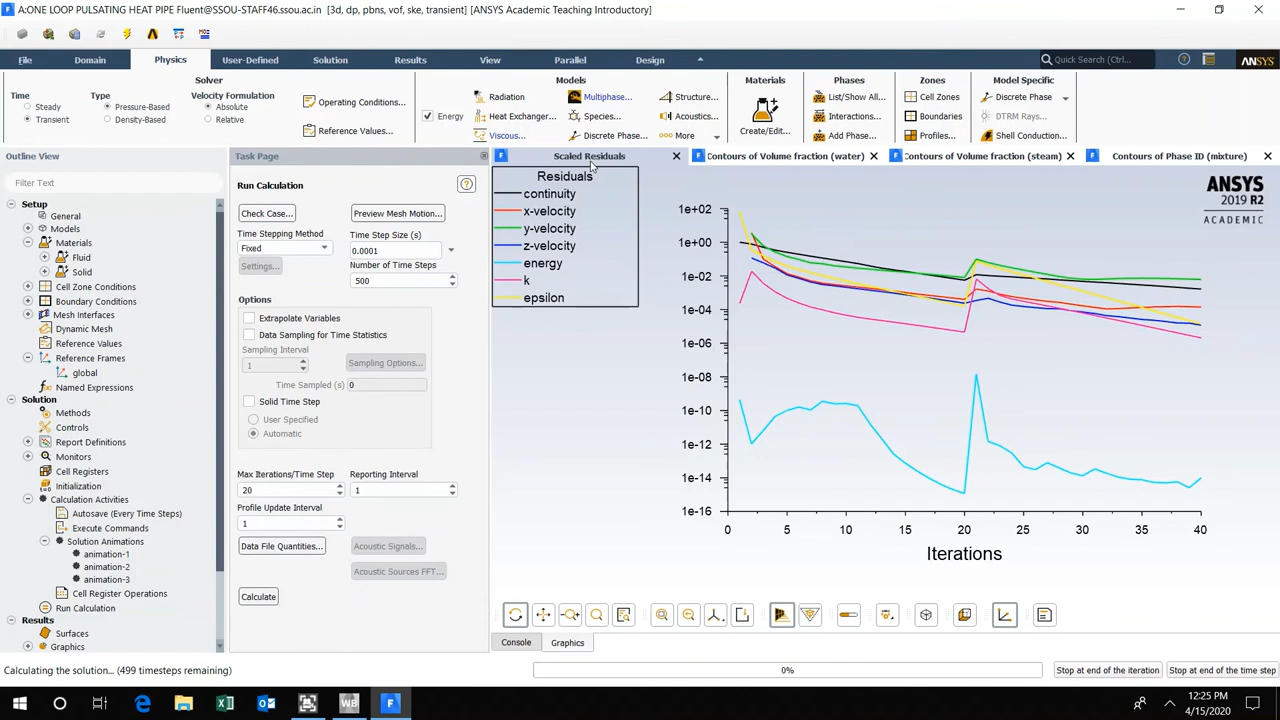 A:ONE LOOP PULSATING HEAT PIPE Fluent@SSOU-STAFF46.ssou.ac.in [3d, dp, pbns, vof, ske, transient] [ANSYS Academic Teaching Introductory]
File Domain Physics User-Defined Solution Results Parallel View Design Quick Search (Ctrl... ANSYS
Solver Models Materials Phases Zones Model Specific
Time Type Velocity Formulation
Steady Pressure-Based Absolute Operating Conditions... Radiation Multiphase... Structure... List/Show All... Cell Zones Discrete Phase
Transient Density-Based Relative Reference Values... Energy Heat Exchanger... Species... Acoustics... Create/Edit... Interactions... Boundaries DTRM Rays...
Viscous... Discrete Phase... More Add Phase... Profiles... Shell Conduction...
Outline View
Filter Text
Setup
General
Models
Materials
Fluid
Solid
Cell Zone Conditions
Boundary Conditions
Mesh Interfaces
Dynamic Mesh
Reference Values
Reference Frames
global
Named Expressions
Solution
Methods
Controls
Report Definitions
Monitors
Cell Registers
Initialization
Calculation Activities
Autosave (Every Time Steps)
Execute Commands
Solution Animations
animation-1
animation-2
animation-3
Cell Register Operations
Run Calculation
Results
Surfaces
Graphics
Task Page
Run Calculation
Check Case... Preview Mesh Motion...
Time Stepping Method Time Step Size (s)
Fixed 0.0001
Settings... Number of Time Steps
500
Options
Extrapolate Variables
Data Sampling for Time Statistics
Sampling Interval
1 Sampling Options...
Time Sampled (s) 0
Solid Time Step
User Specified
Automatic
Max Iterations/Time Step Reporting Interval
20 1
Profile Update Interval
1
Data File Quantities... Acoustic Signals...
Acoustic Sources FFT...
Calculate
Scaled Residuals Contours of Volume fraction (water) Contours of Volume fraction (steam) Contours of Phase ID (mixture)
Residuals
continuity
x-velocity
y-velocity
z-velocity
energy
k
epsilon
ANSYS
2019 R2
ACADEMIC
1e+02
1e+00
1e-02
1e-04
1e-06
1e-08
1e-10
1e-12
1e-14
1e-16
0 5 10 15 20 25 30 35 40
Iterations
Console Graphics
Calculating the solution... (499 timesteps remaining) 0% Stop at end of the iteration Stop at end of the time step
12:25 PM
4/15/2020